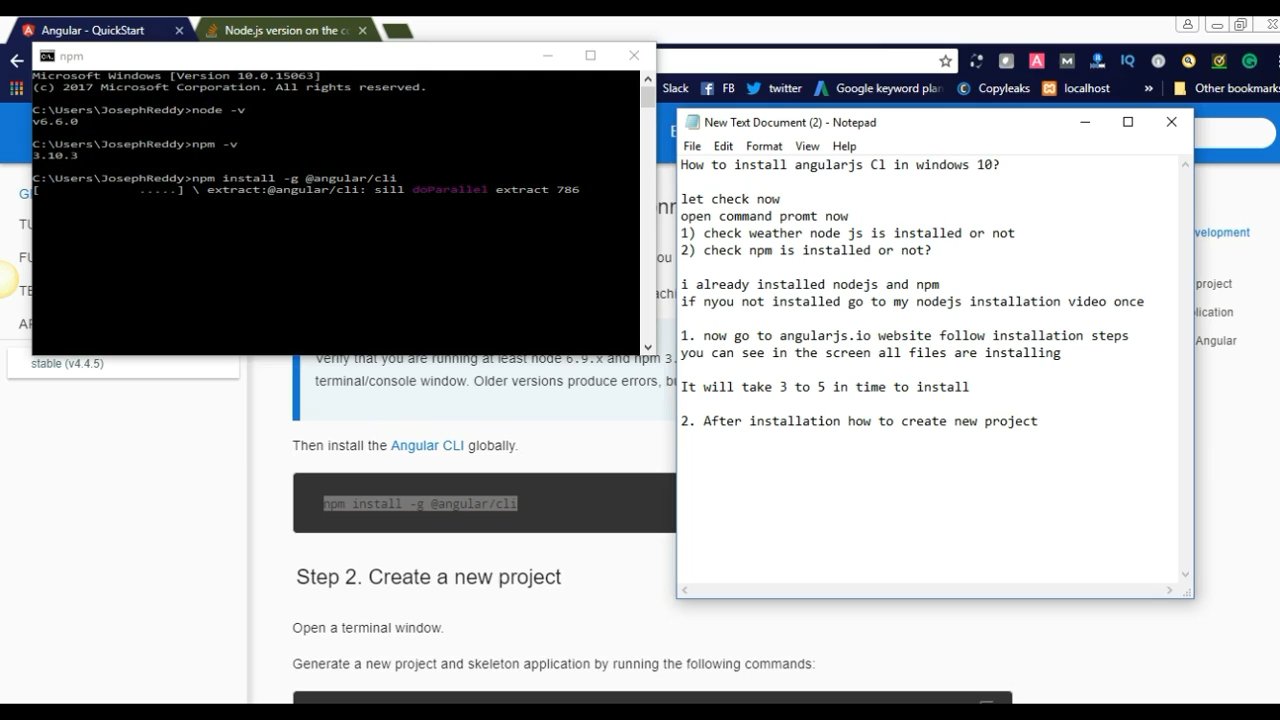 Angular - QuickStart
Node.js version on the co
npm
Microsoft Windows [Version 10.0.15063]
(c) 2017 Microsoft Corporation. All rights reserved.
C:\Users\JosephReddy>node -v
v6.6.0
C:\Users\JosephReddy>npm -v
3.10.3
C:\Users\JosephReddy>npm install -g @angular/cli
[ .....] \ extract:@angular/cli: sill doParallel extract 786
Slack FB twitter Google keyword plan Copyleaks localhost » Other bookmarks
New Text Document (2) - Notepad
File Edit Format View Help
How to install angularjs Cl in windows 10?
let check now
open command promt now
1) check weather node js is installed or not
2) check npm is installed or not?
i already installed nodejs and npm
if nyou not installed go to my nodejs installation video once
1. now go to angularjs.io website follow installation steps
you can see in the screen all files are installing
It will take 3 to 5 in time to install
2. After installation how to create new project
velopment
project
lication
Angular
stable (v4.4.5)
Verify that you are running at least node 6.9.x and npm 3.
terminal/console window. Older versions produce errors, bu
Then install the Angular CLI globally.
npm install -g @angular/cli
Step 2. Create a new project
Open a terminal window.
Generate a new project and skeleton application by running the following commands: